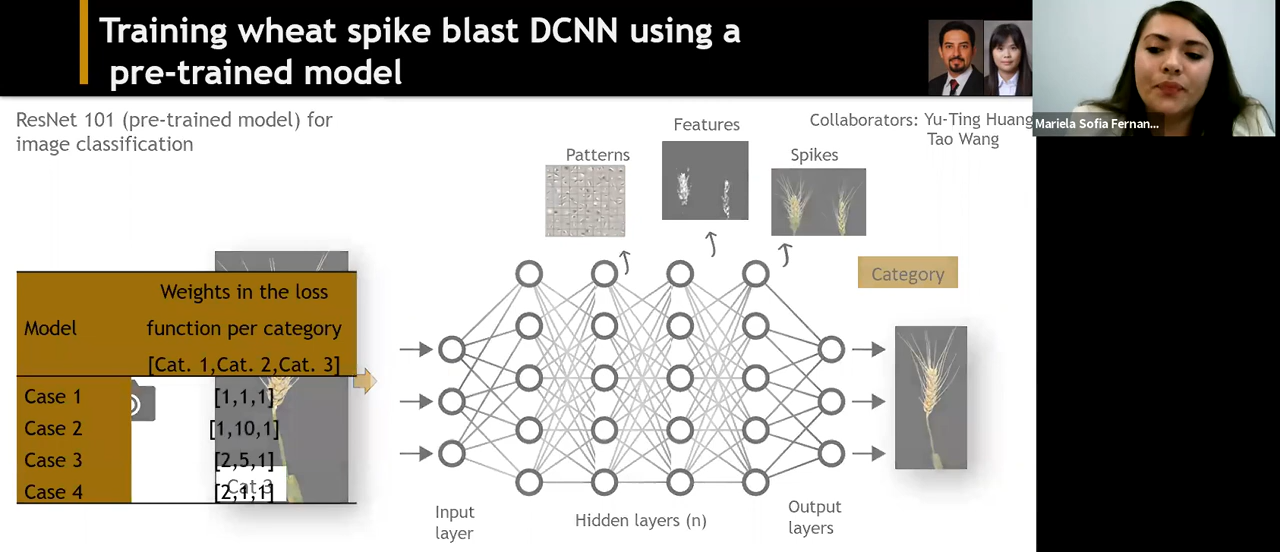 Training wheat spike blast DCNN using a
pre-trained model
ResNet 101 (pre-trained model) for
image classification
Collaborators: Yu-Ting Huang
Tao Wang
Mariela Sofia Fernan...
Features
Patterns
Spikes
Category
Model
Weights in the loss
function per category
[Cat. 1,Cat. 2,Cat. 3]
Case 1 [1,1,1]
Case 2 [1,10,1]
Case 3 [2,5,1]
Case 4 [2,1,1]
Cat 3
Input
layer
Hidden layers (n)
Output
layers